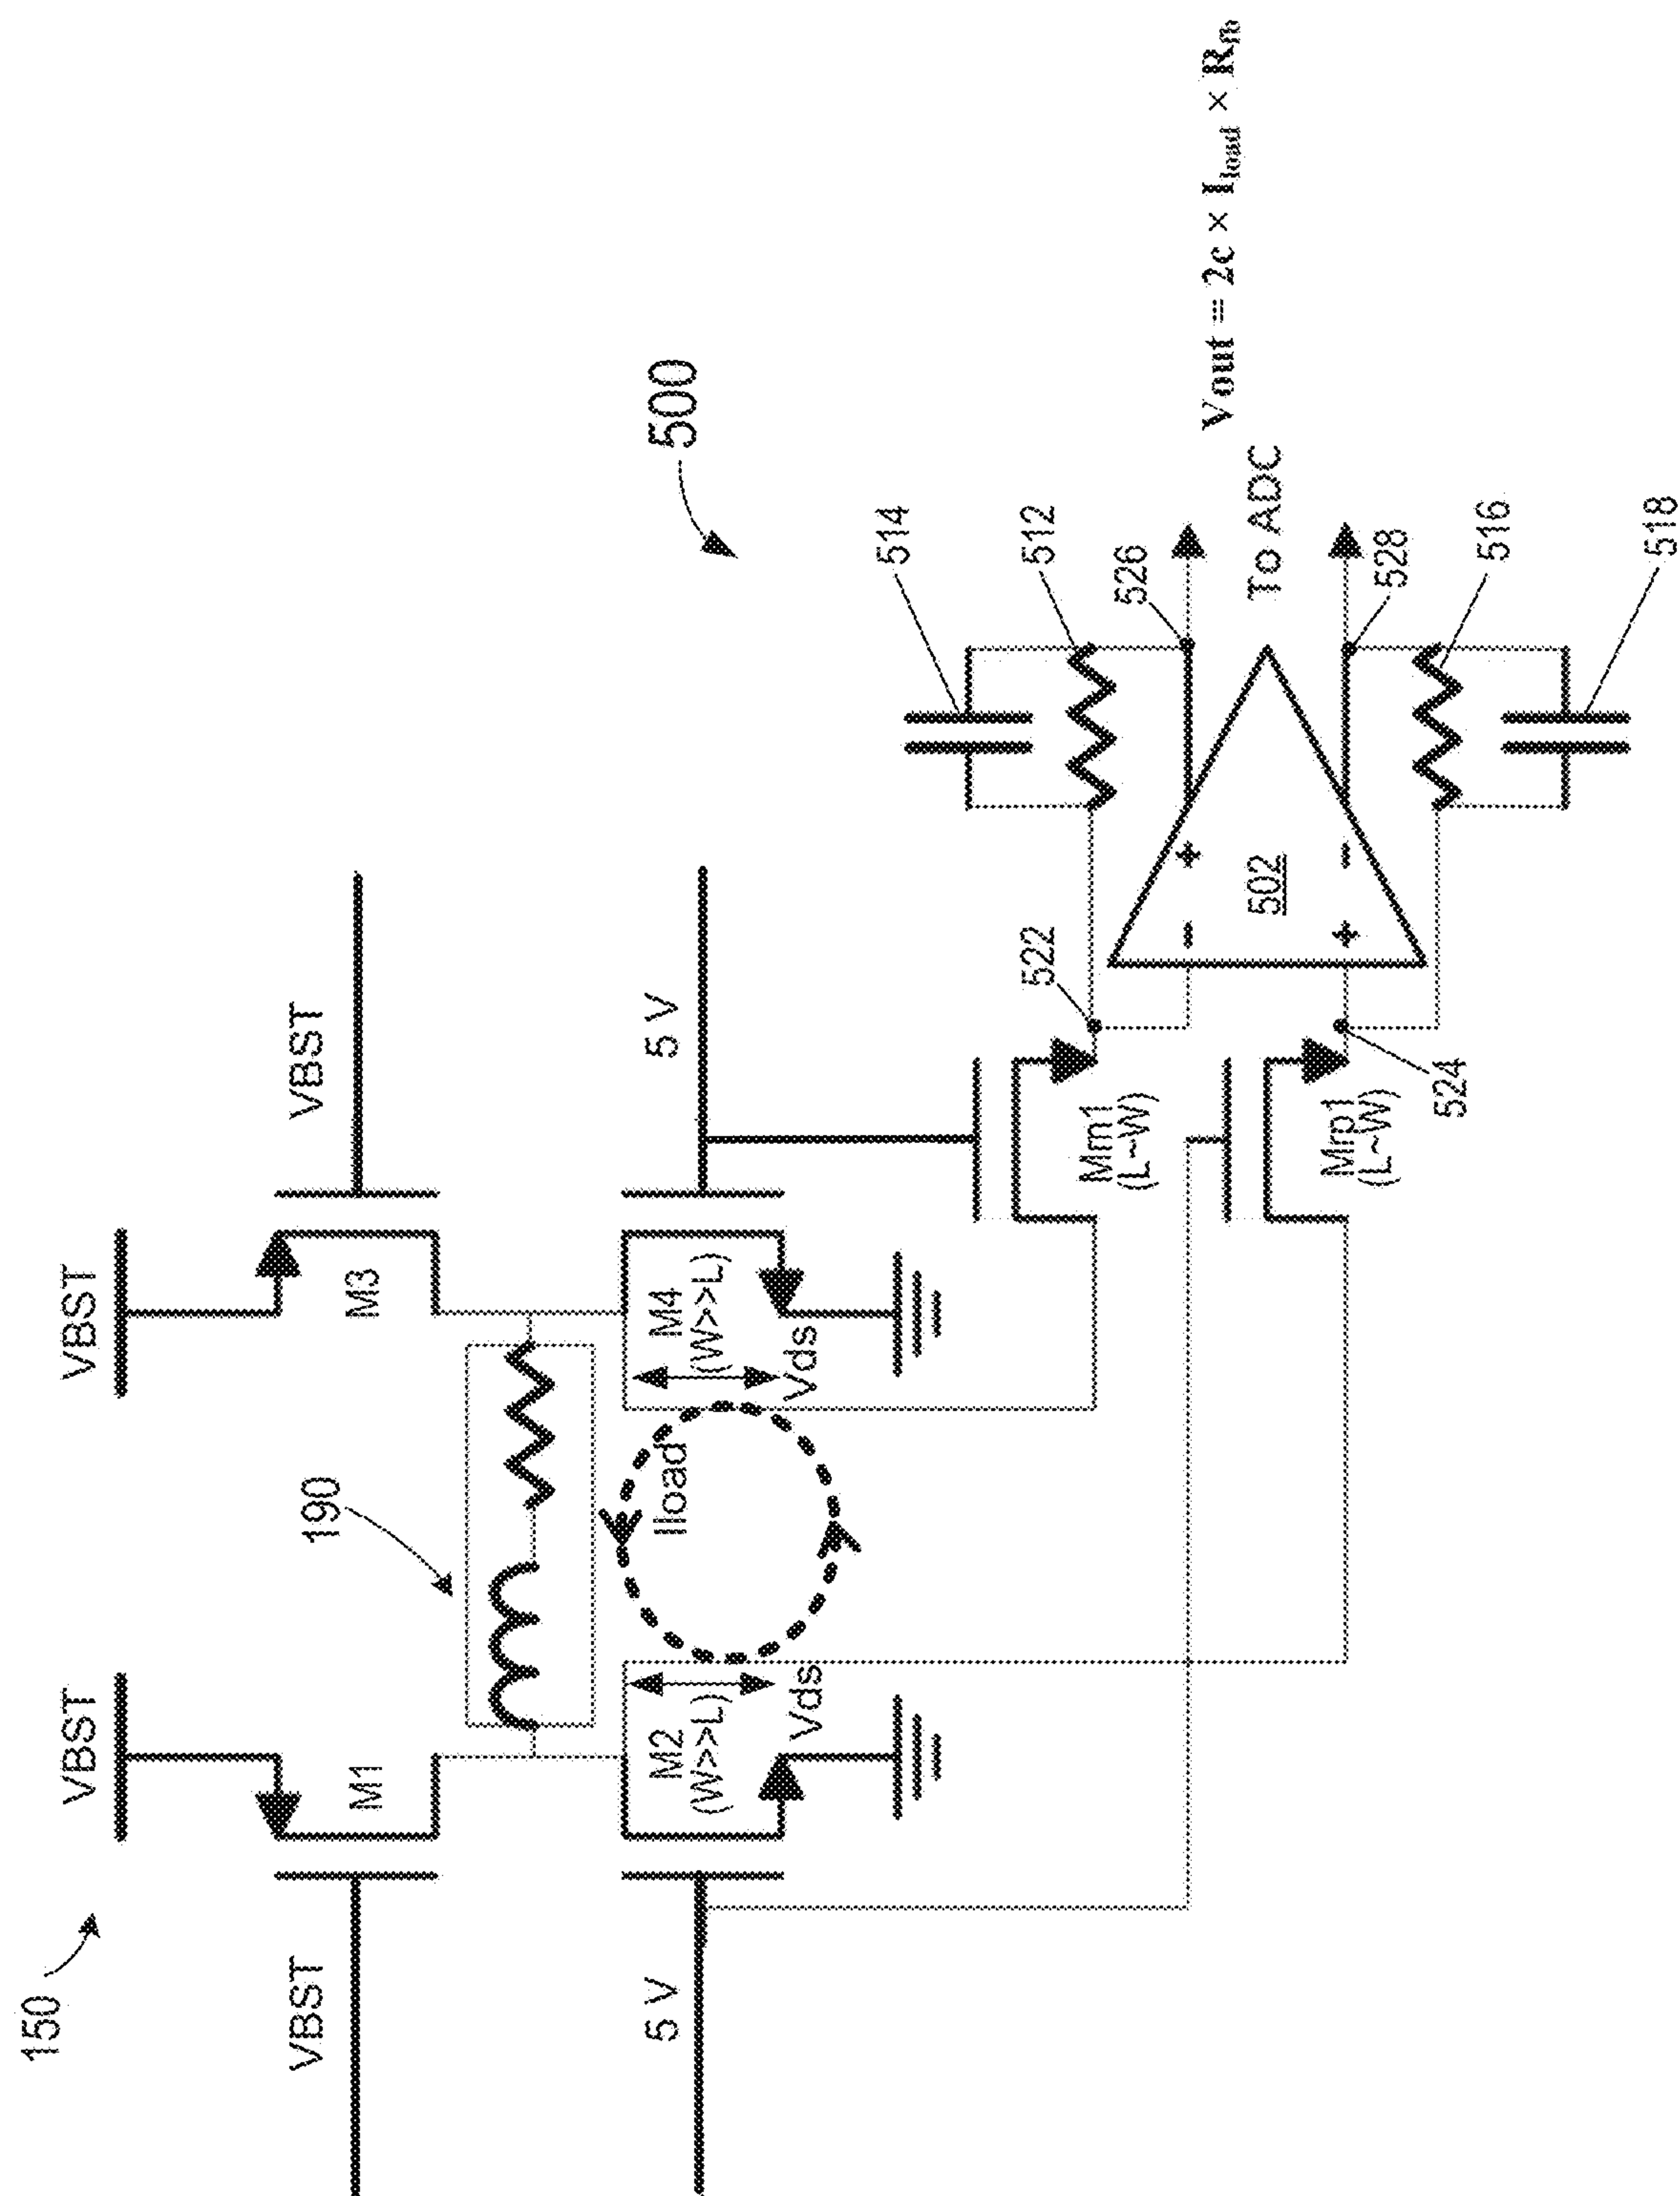 150
VBST
VBST
VBST
VBST
M1
190
M3
5 V
M2
(W>>L)
Vds
Iload
M4
(W>>L)
Vds
5 V
500
514
512
522
526
Mrn1
(L~W)
502
- +
+ -
To ADC
Vout = 2c × Iload × Rfb
Mrp1
(L~W)
524
528
516
518